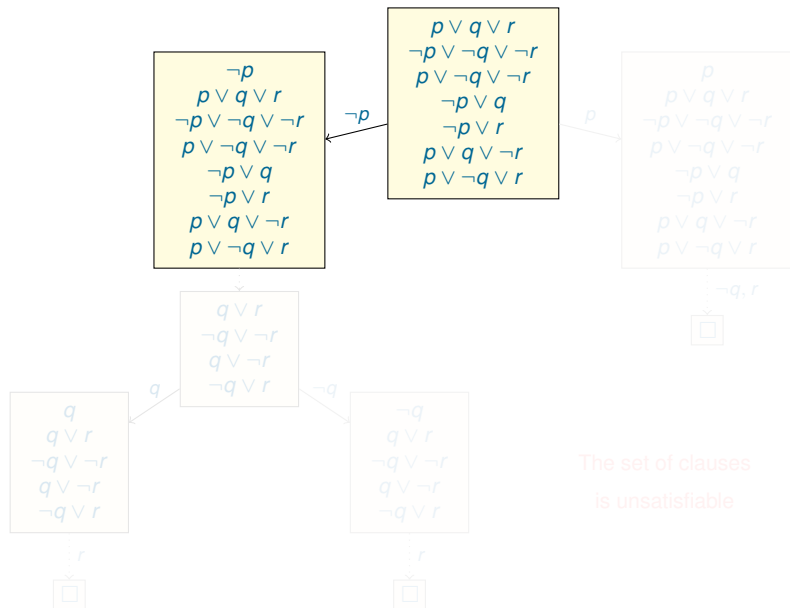 p ∨ q ∨ r
¬p ∨ ¬q ∨ ¬r
p ∨ ¬q ∨ ¬r
¬p ∨ q
¬p ∨ r
p ∨ q ∨ ¬r
p ∨ ¬q ∨ r
¬p
p
¬p
p ∨ q ∨ r
¬p ∨ ¬q ∨ ¬r
p ∨ ¬q ∨ ¬r
¬p ∨ q
¬p ∨ r
p ∨ q ∨ ¬r
p ∨ ¬q ∨ r
p
p ∨ q ∨ r
¬p ∨ ¬q ∨ ¬r
p ∨ ¬q ∨ ¬r
¬p ∨ q
¬p ∨ r
p ∨ q ∨ ¬r
p ∨ ¬q ∨ r
¬q, r
q ∨ r
¬q ∨ ¬r
q ∨ ¬r
¬q ∨ r
q
¬q
q
q ∨ r
¬q ∨ ¬r
q ∨ ¬r
¬q ∨ r
¬q
q ∨ r
¬q ∨ ¬r
q ∨ ¬r
¬q ∨ r
The set of clauses
is unsatisfiable
r
r